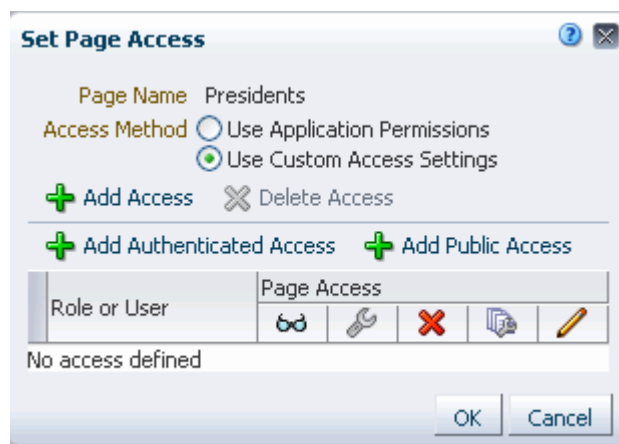 Set Page Access
Page Name Presidents
Access Method Use Application Permissions
Use Custom Access Settings
Add Access Delete Access
Add Authenticated Access Add Public Access
Role or User Page Access
No access defined
OK Cancel